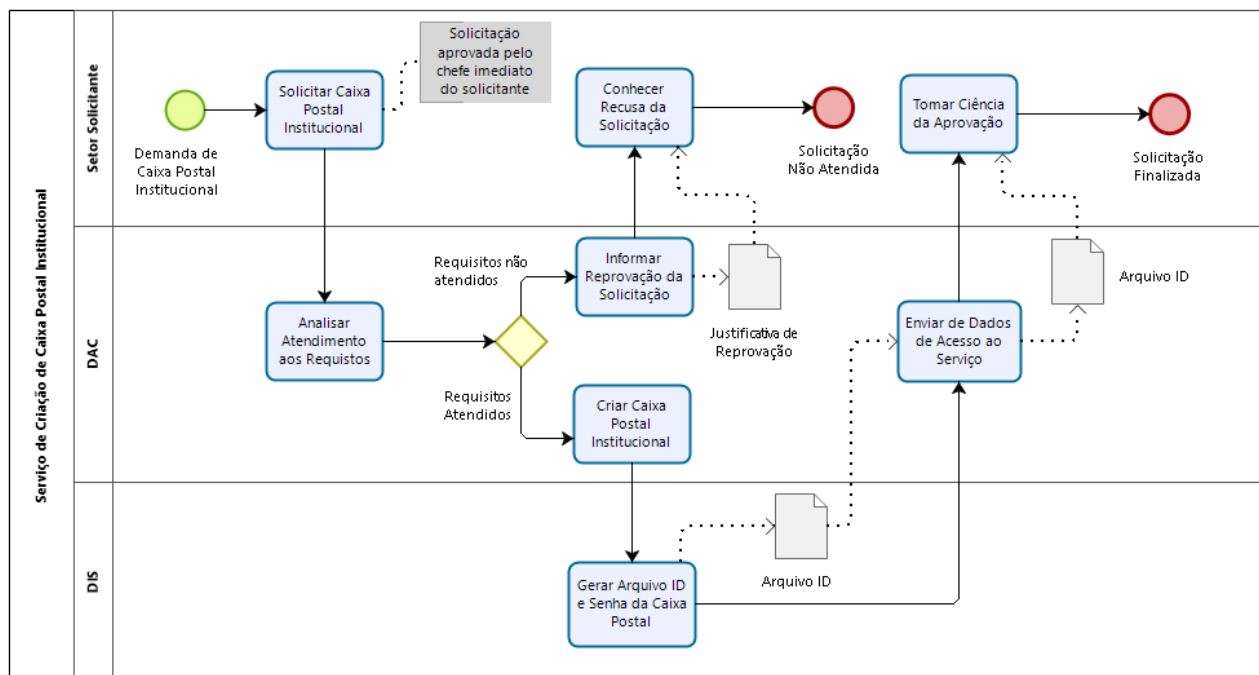 Serviço de Criação de Caixa Postal Institucional
Setor Solicitante
Demanda de
Caixa Postal
Institucional
Solicitar Caixa
Postal
Institucional
Solicitação
aprovada pelo
chefe imediato
do solicitante
Conhecer
Recusa da
Solicitação
Solicitação
Não Atendida
Tomar Ciência
da Aprovação
Solicitação
Finalizada
DAC
Analisar
Atendimento
aos Requistos
Requisitos não
atendidos
Requisitos
Atendidos
Informar
Reprovação da
Solicitação
Justificativa de
Reprovação
Criar Caixa
Postal
Institucional
Enviar de Dados
de Acesso ao
Serviço
Arquivo ID
DIS
Gerar Arquivo ID
e Senha da Caixa
Postal
Arquivo ID